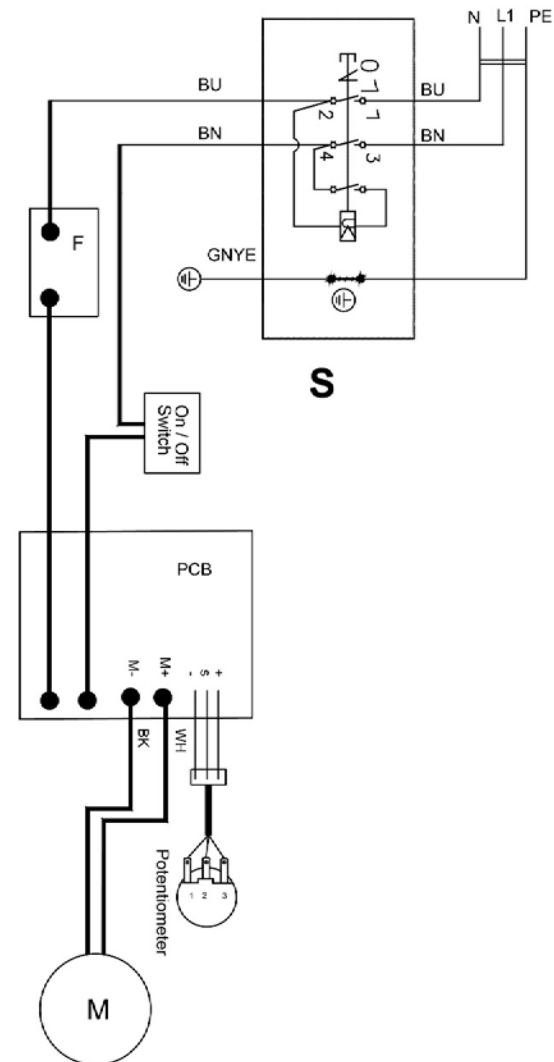 N L1 PE
0
BU
BU
2
1
BN
BN
4
3
F
GNYE
S
On / Off
Switch
PCB
M- M+ - s +
BK
WH
1 2 3
Potentiometer
M